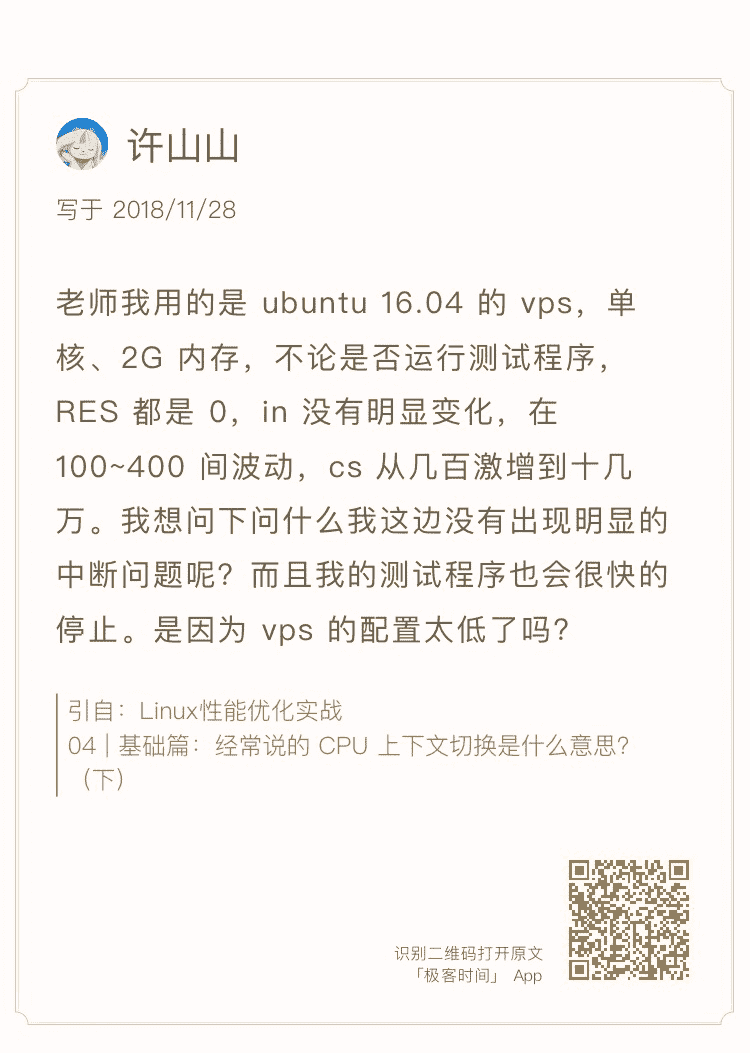 许山山
写于 2018/11/28
老师我用的是 ubuntu 16.04 的 vps，单
核、2G 内存，不论是否运行测试程序，
RES 都是 0，in 没有明显变化，在
100~400 间波动，cs 从几百激增到十几
万。我想问下问什么我这边没有出现明显的
中断问题呢？而且我的测试程序也会很快的
停止。是因为 vps 的配置太低了吗？
引自：Linux性能优化实战
04 | 基础篇：经常说的 CPU 上下文切换是什么意思？
（下）
识别二维码打开原文
「极客时间」 App